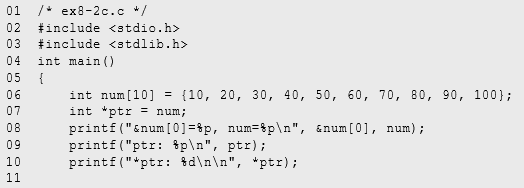 01 /* ex8-2c.c */
02 #include <stdio.h>
03 #include <stdlib.h>
04 int main()
05 {
06     int num[10] = {10, 20, 30, 40, 50, 60, 70, 80, 90, 100};
07     int *ptr = num;
08     printf("&num[0]=%p, num=%p\n", &num[0], num);
09     printf("ptr: %p\n", ptr);
10     printf("*ptr: %d\n\n", *ptr);
11